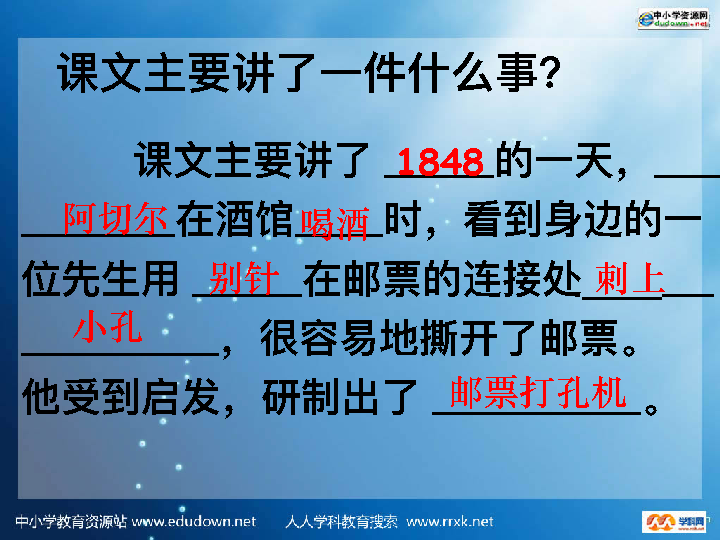 中小学资源网
edudown.net
课文主要讲了一件什么事?
课文主要讲了 1848 的一天，
阿切尔在酒馆喝酒时，看到身边的一
位先生用 别针 在邮票的连接处刺上
小孔，很容易地撕开了邮票。
他受到启发，研制出了 邮票打孔机。
中小学教育资源站 www.edudown.net 人人学科教育搜索 www.rrxk.net
学科网